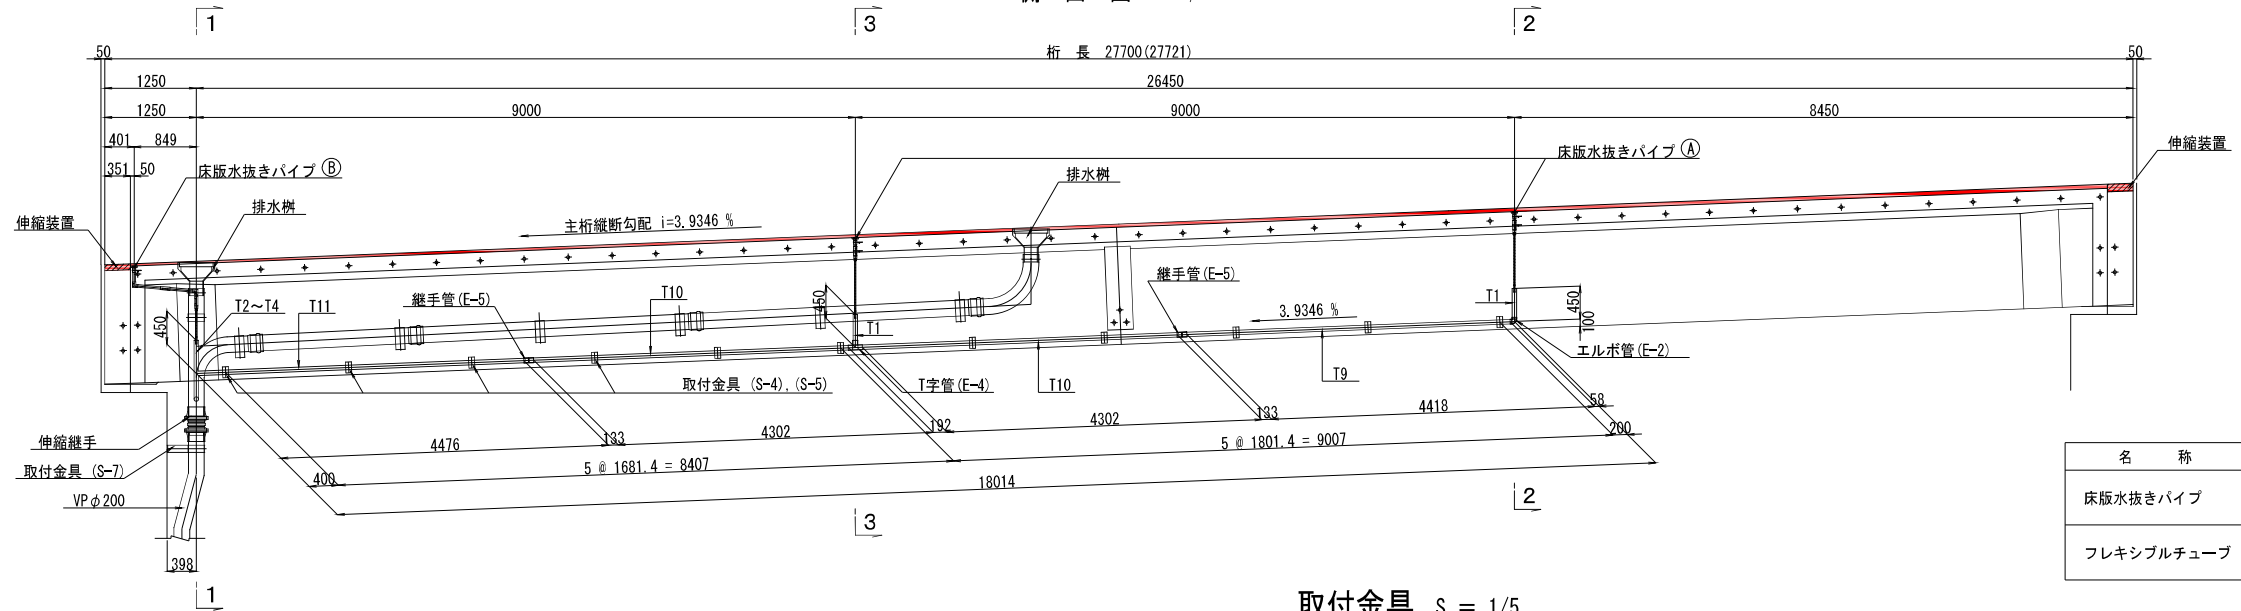 1
3
2
50
桁 長 27700(27721)
50
1250
26450
1250
9000
9000
8450
401
849
351
50
床版水抜きパイプ Ⓑ
床版水抜きパイプ Ⓐ
伸縮装置
排水桝
排水桝
伸縮装置
主桁縦断勾配 i=3.9346 %
継手管(E-5)
継手管(E-5)
T2～T4
T11
T10
450
450
T1
T1
3.9346 %
450
100
エルボ管(E-2)
取付金具 (S-4),(S-5)
T字管(E-4)
T10
T9
伸縮継手
取付金具 (S-7)
VPφ200
4476
133
4302
192
4302
133
4418
58
400
5 @ 1681.4 = 8407
5 @ 1801.4 = 9007
200
18014
398
1
3
2
名 称
床版水抜きパイプ
フレキシブルチューブ
取付金具 S = 1/5